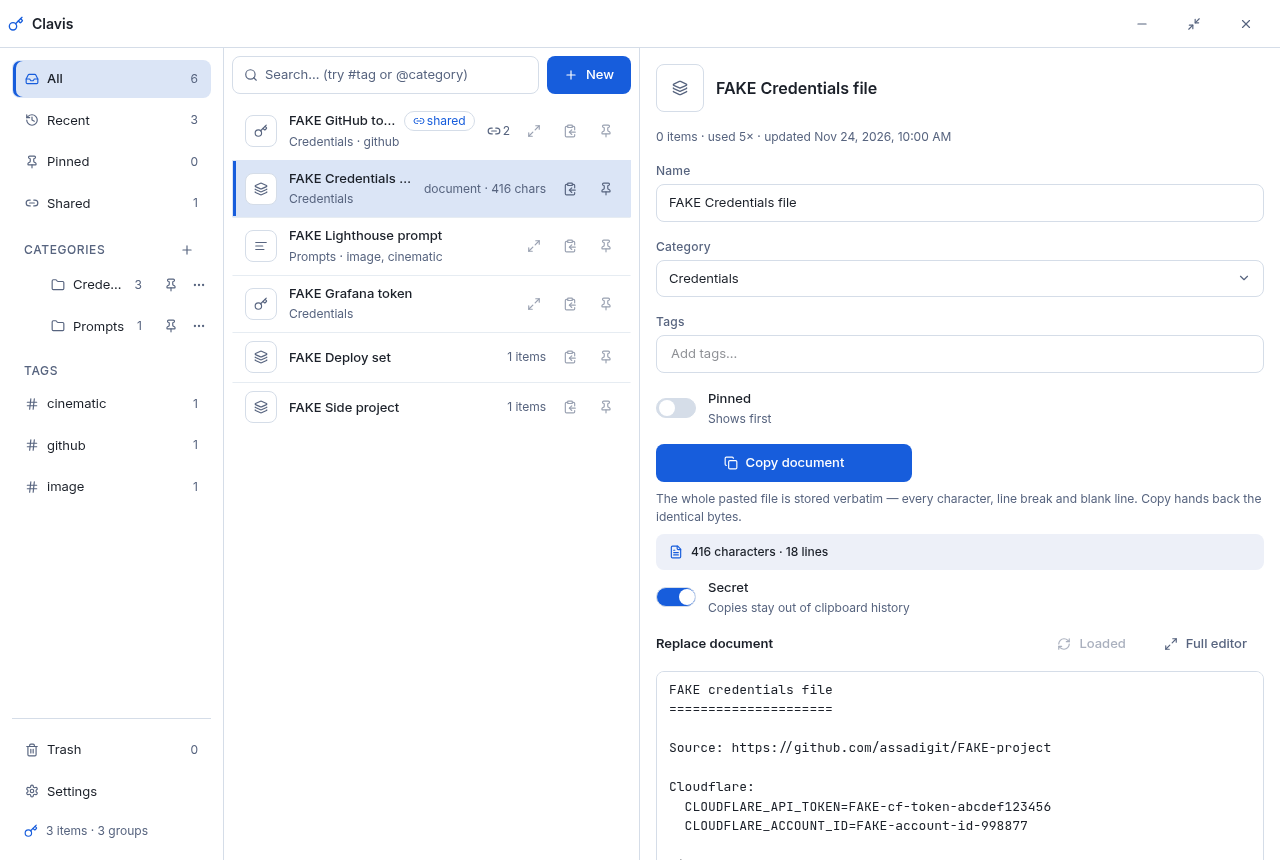 Clavis
All 6
Recent 3
Pinned 0
Shared 1
CATEGORIES
Crede... 3
Prompts 1
TAGS
cinematic 1
github 1
image 1
Trash 0
Settings
3 items · 3 groups
Search... (try #tag or @category)
New
FAKE GitHub to... shared 2
Credentials · github
FAKE Credentials ... document · 416 chars
Credentials
FAKE Lighthouse prompt
Prompts · image, cinematic
FAKE Grafana token
Credentials
FAKE Deploy set 1 items
FAKE Side project 1 items
FAKE Credentials file
0 items · used 5× · updated Nov 24, 2026, 10:00 AM
Name
FAKE Credentials file
Category
Credentials
Tags
Add tags...
Pinned
Shows first
Copy document
The whole pasted file is stored verbatim — every character, line break and blank line. Copy hands back the
identical bytes.
416 characters · 18 lines
Secret
Copies stay out of clipboard history
Replace document Loaded Full editor
FAKE credentials file
=====================
Source: https://github.com/assadigit/FAKE-project
Cloudflare:
CLOUDFLARE_API_TOKEN=FAKE-cf-token-abcdef123456
CLOUDFLARE_ACCOUNT_ID=FAKE-account-id-998877